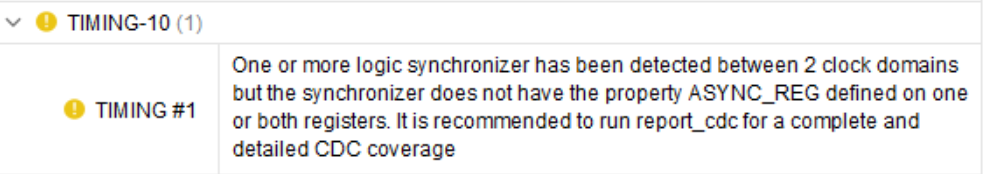 TIMING-10 (1)
TIMING #1
One or more logic synchronizer has been detected between 2 clock domains
but the synchronizer does not have the property ASYNC_REG defined on one
or both registers. It is recommended to run report_cdc for a complete and
detailed CDC coverage